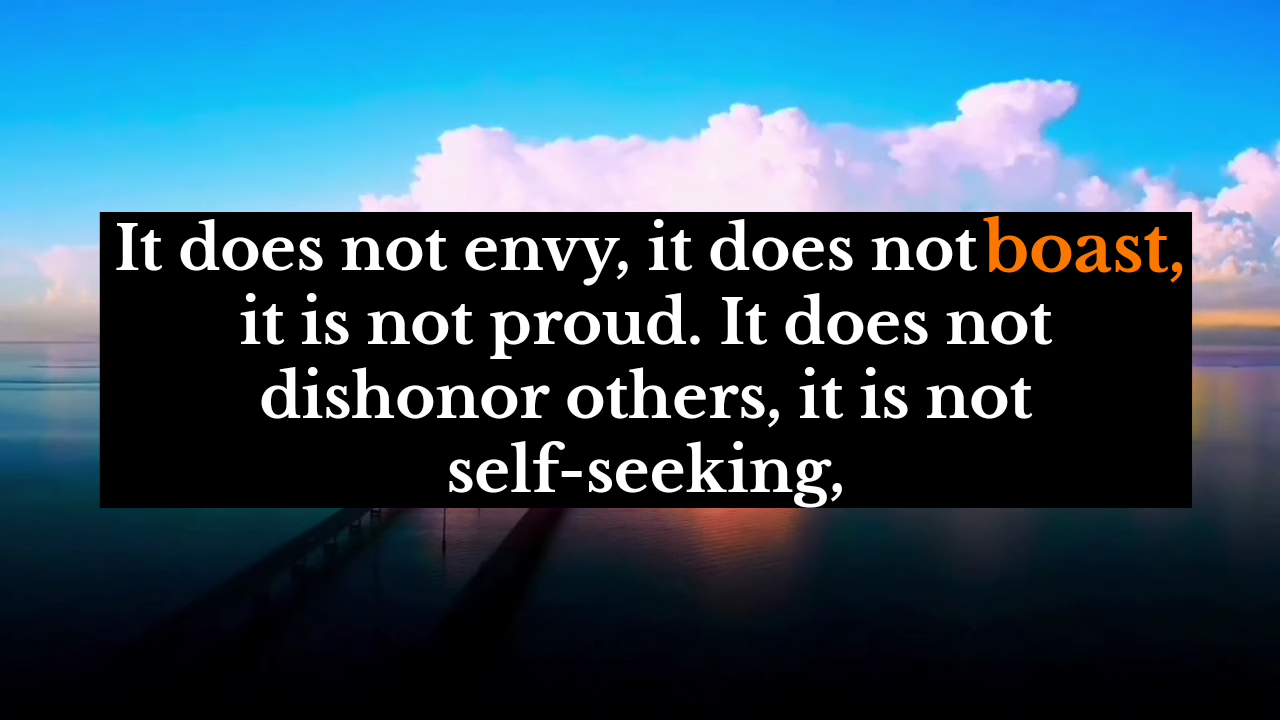 It does not envy, it does not boast,
it is not proud. It does not
dishonor others, it is not
self-seeking,